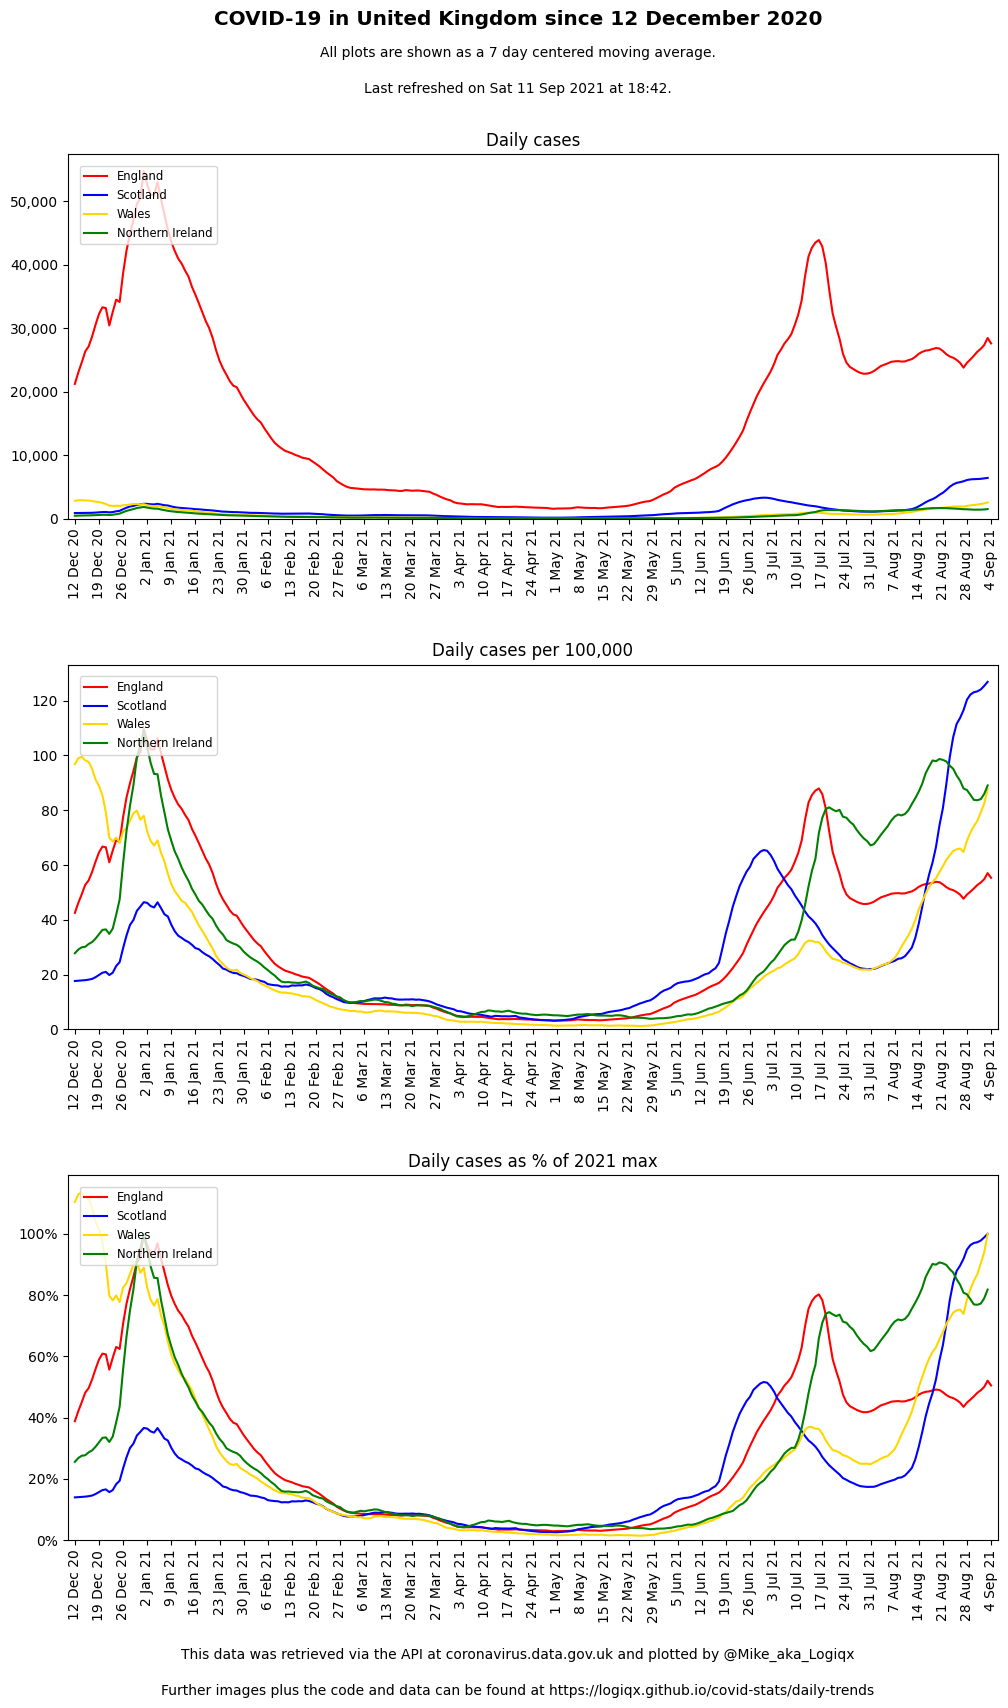 COVID-19 in United Kingdom since 12 December 2020
All plots are shown as a 7 day centered moving average.
Last refreshed on Sat 11 Sep 2021 at 18:42.
Daily cases
England
Scotland
Wales
Northern Ireland
50,000
40,000
30,000
20,000
10,000
0
12 Dec 20
19 Dec 20
26 Dec 20
2 Jan 21
9 Jan 21
16 Jan 21
23 Jan 21
30 Jan 21
6 Feb 21
13 Feb 21
20 Feb 21
27 Feb 21
6 Mar 21
13 Mar 21
20 Mar 21
27 Mar 21
3 Apr 21
10 Apr 21
17 Apr 21
24 Apr 21
1 May 21
8 May 21
15 May 21
22 May 21
29 May 21
5 Jun 21
12 Jun 21
19 Jun 21
26 Jun 21
3 Jul 21
10 Jul 21
17 Jul 21
24 Jul 21
31 Jul 21
7 Aug 21
14 Aug 21
21 Aug 21
28 Aug 21
4 Sep 21
Daily cases per 100,000
England
Scotland
Wales
Northern Ireland
120
100
80
60
40
20
0
12 Dec 20
19 Dec 20
26 Dec 20
2 Jan 21
9 Jan 21
16 Jan 21
23 Jan 21
30 Jan 21
6 Feb 21
13 Feb 21
20 Feb 21
27 Feb 21
6 Mar 21
13 Mar 21
20 Mar 21
27 Mar 21
3 Apr 21
10 Apr 21
17 Apr 21
24 Apr 21
1 May 21
8 May 21
15 May 21
22 May 21
29 May 21
5 Jun 21
12 Jun 21
19 Jun 21
26 Jun 21
3 Jul 21
10 Jul 21
17 Jul 21
24 Jul 21
31 Jul 21
7 Aug 21
14 Aug 21
21 Aug 21
28 Aug 21
4 Sep 21
Daily cases as % of 2021 max
England
Scotland
Wales
Northern Ireland
100%
80%
60%
40%
20%
0%
12 Dec 20
19 Dec 20
26 Dec 20
2 Jan 21
9 Jan 21
16 Jan 21
23 Jan 21
30 Jan 21
6 Feb 21
13 Feb 21
20 Feb 21
27 Feb 21
6 Mar 21
13 Mar 21
20 Mar 21
27 Mar 21
3 Apr 21
10 Apr 21
17 Apr 21
24 Apr 21
1 May 21
8 May 21
15 May 21
22 May 21
29 May 21
5 Jun 21
12 Jun 21
19 Jun 21
26 Jun 21
3 Jul 21
10 Jul 21
17 Jul 21
24 Jul 21
31 Jul 21
7 Aug 21
14 Aug 21
21 Aug 21
28 Aug 21
4 Sep 21
This data was retrieved via the API at coronavirus.data.gov.uk and plotted by @Mike_aka_Logiqx
Further images plus the code and data can be found at https://logiqx.github.io/covid-stats/daily-trends